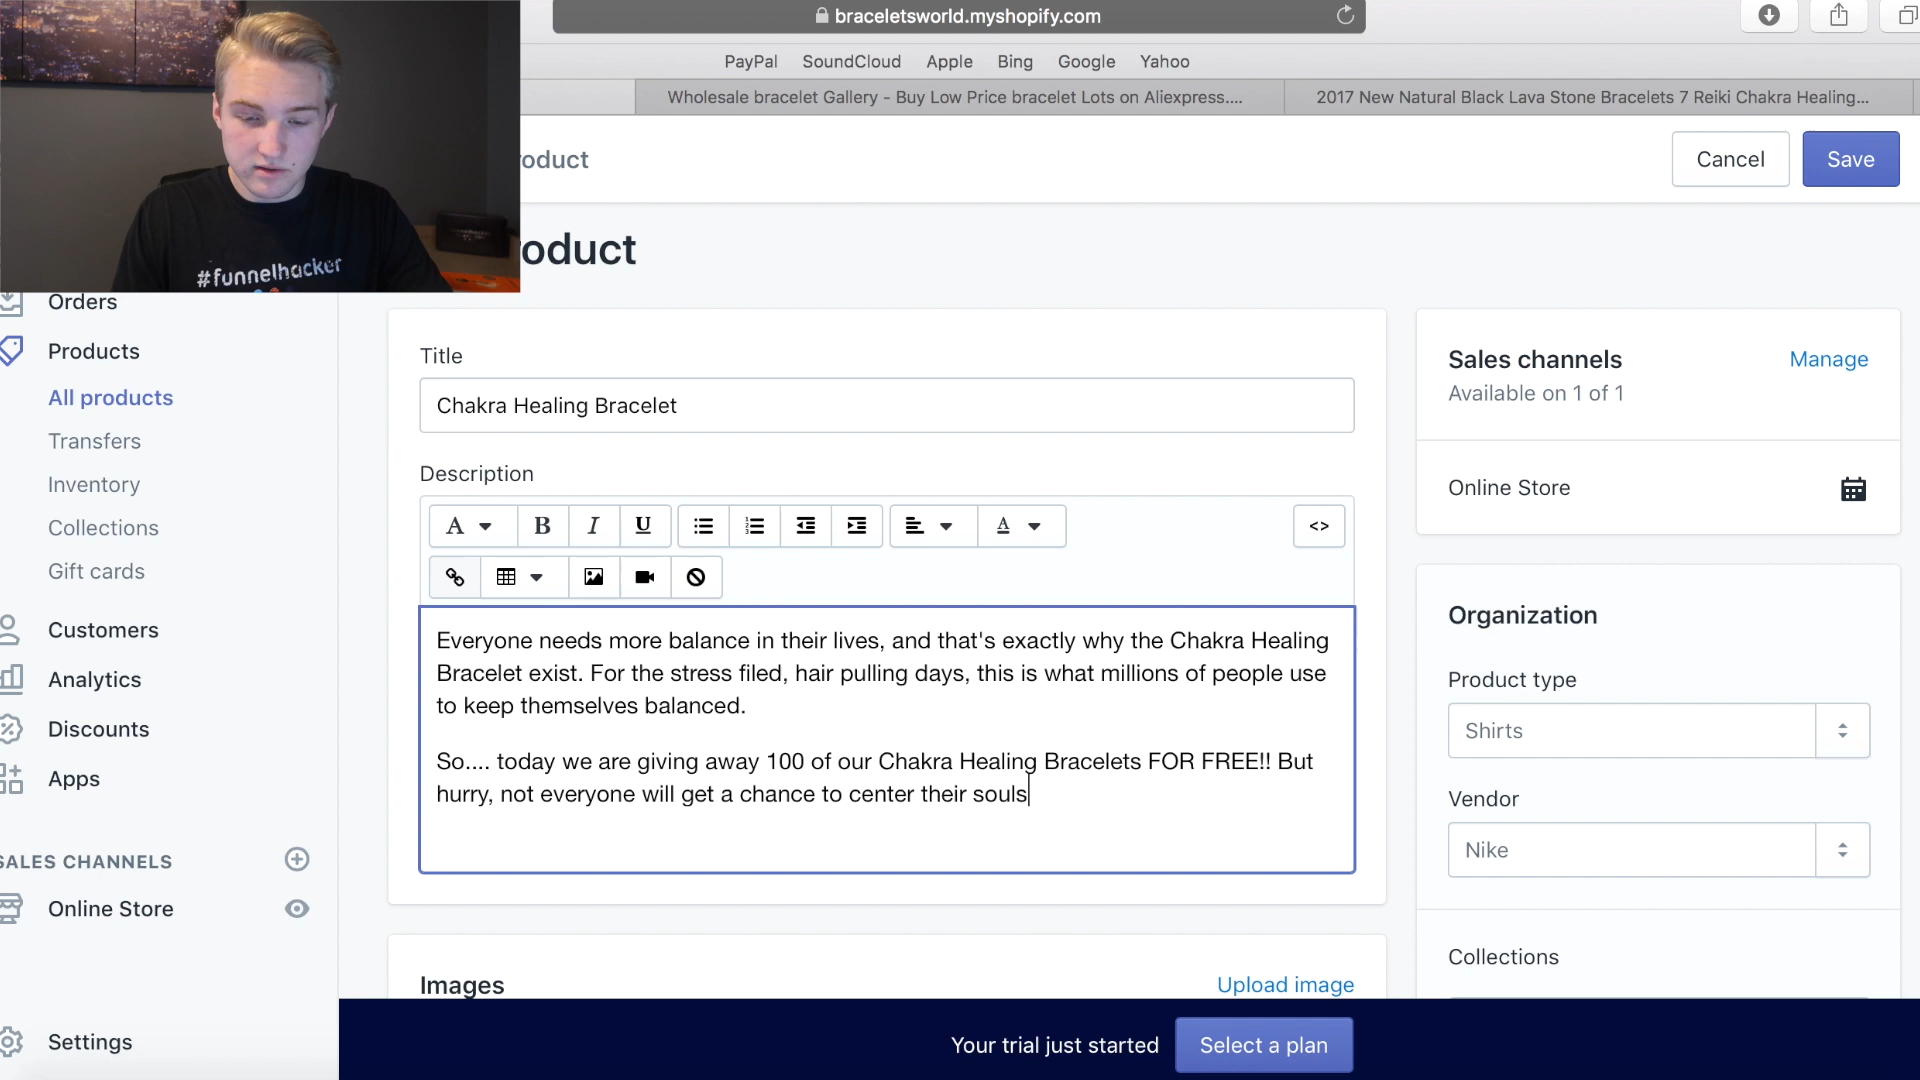 braceletsworld.myshopify.com
PayPal SoundCloud Apple Bing Google Yahoo
Wholesale bracelet Gallery - Buy Low Price bracelet Lots on Aliexpress....
2017 New Natural Black Lava Stone Bracelets 7 Reiki Chakra Healing...
oduct
Cancel
Save
oduct
#funnelhacker
Orders
Products
All products
Transfers
Inventory
Collections
Gift cards
Customers
Analytics
Discounts
Apps
SALES CHANNELS
Online Store
Settings
Title
Chakra Healing Bracelet
Description
A B I U A <>
Everyone needs more balance in their lives, and that's exactly why the Chakra Healing
Bracelet exist. For the stress filed, hair pulling days, this is what millions of people use
to keep themselves balanced.
So.... today we are giving away 100 of our Chakra Healing Bracelets FOR FREE!! But
hurry, not everyone will get a chance to center their souls
Images
Upload image
Sales channels
Manage
Available on 1 of 1
Online Store
Organization
Product type
Shirts
Vendor
Nike
Collections
Your trial just started
Select a plan